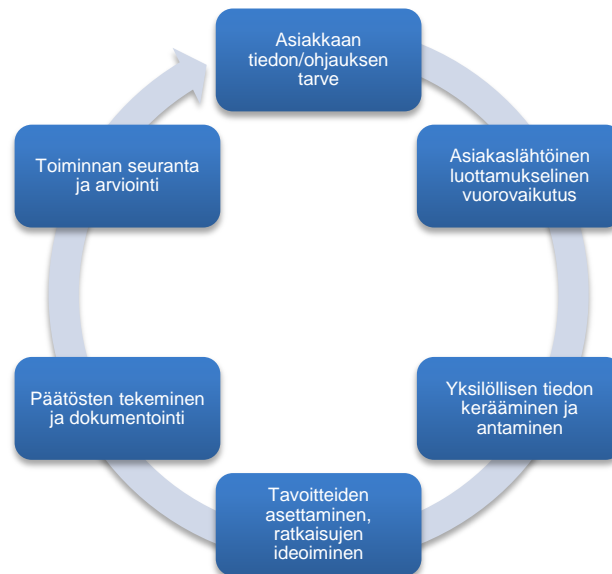 Asiakkaan
tiedon/ohjauksen
tarve
Asiakaslähtöinen
luottamukselinen
vuorovaikutus
Yksilöllisen tiedon
kerääminen ja
antaminen
Tavoitteiden
asettaminen,
ratkaisujen
ideoiminen
Päätösten tekeminen
ja dokumentointi
Toiminnan seuranta
ja arviointi